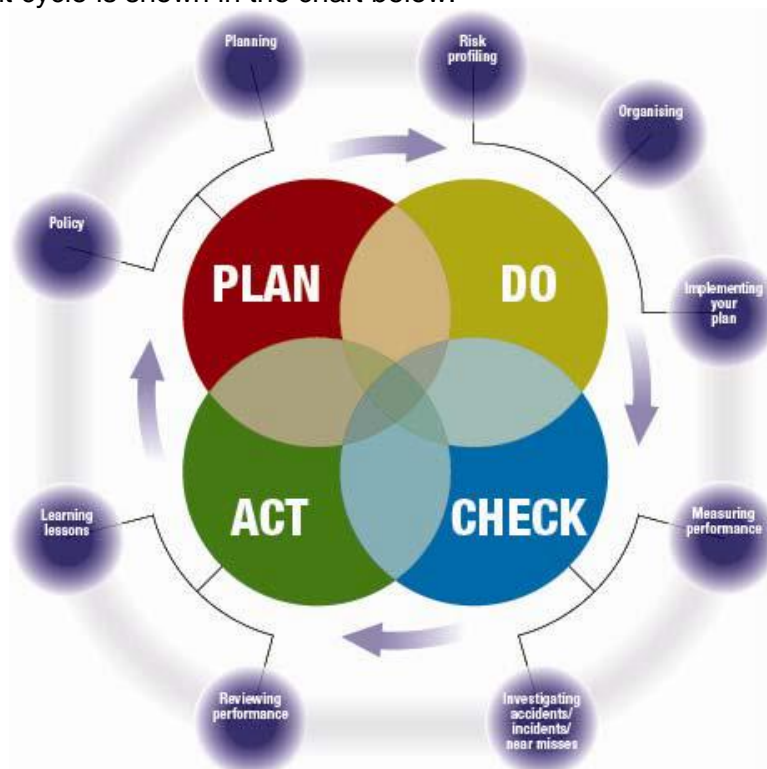 t cycle is shown in the chart below.
Planning
Risk
profiling
Organising
Policy
PLAN
DO
Implementing
your
plan
ACT
CHECK
Learning
lessons
Measuring
performance
Reviewing
performance
Investigating
accidents/
incidents/
near misses